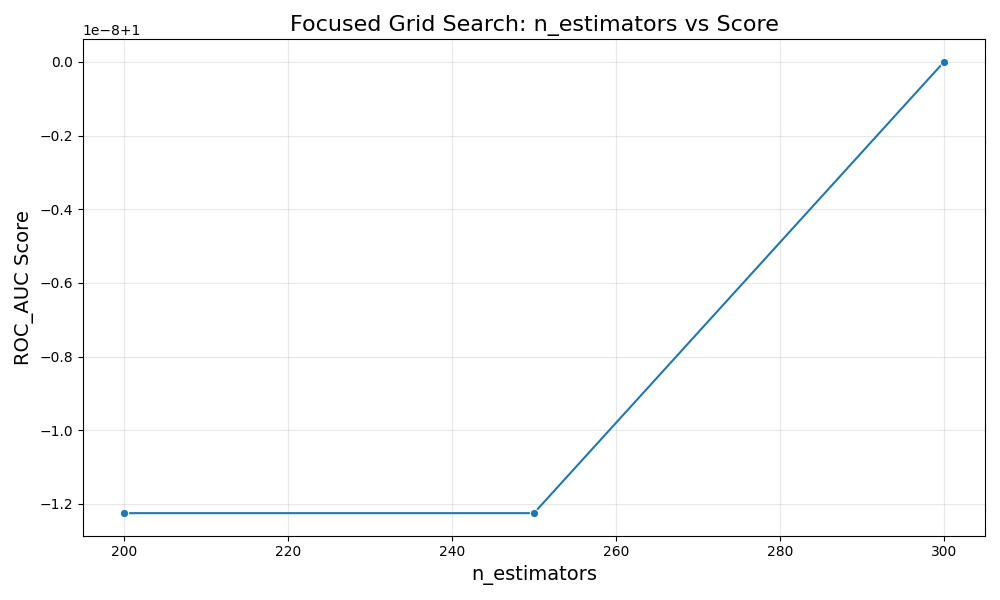 Focused Grid Search: n_estimators vs Score
1e−8+1
0.0
−0.2
−0.4
−0.6
−0.8
−1.0
−1.2
ROC_AUC Score
200 220 240 260 280 300
n_estimators